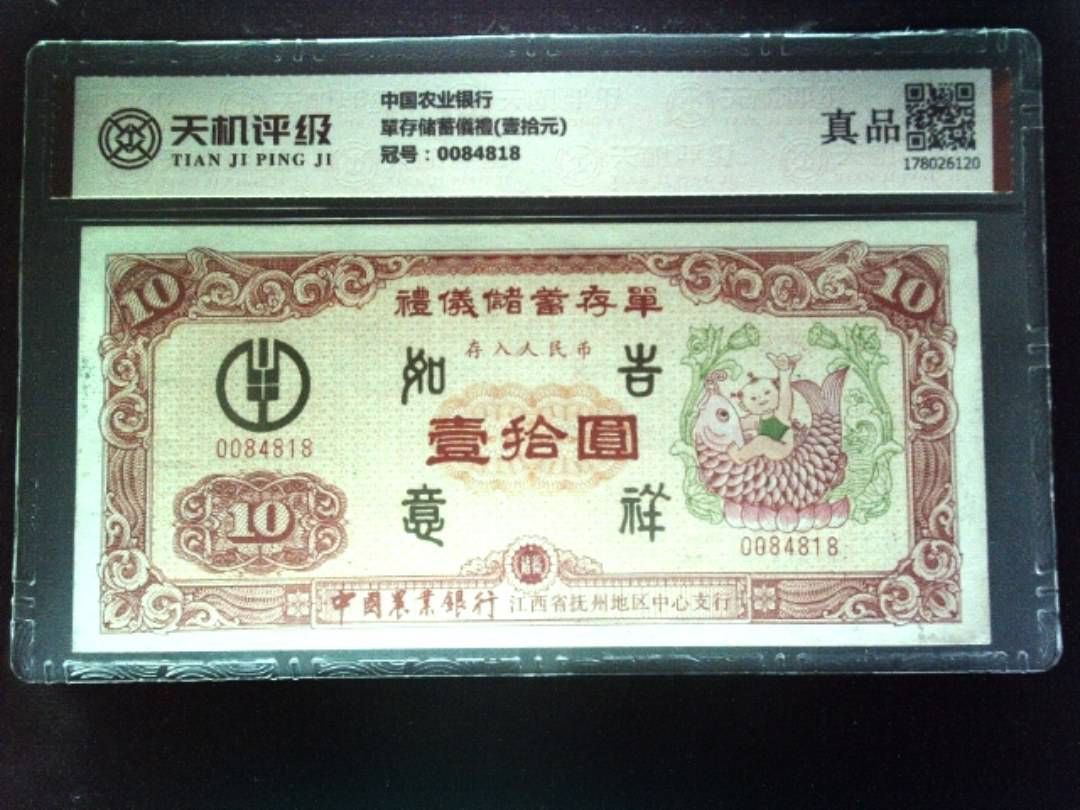 天机评级
TIAN JI PING JI
中国农业银行
單存储蓄儀禮(壹拾元)
冠号：0084818
真品
178026120
10
10
禮儀儲蓄存單
存入人民币
如
吉
壹拾圓
意
祥
0084818
10
0084818
中國農業銀行 江西省抚州地区中心支行